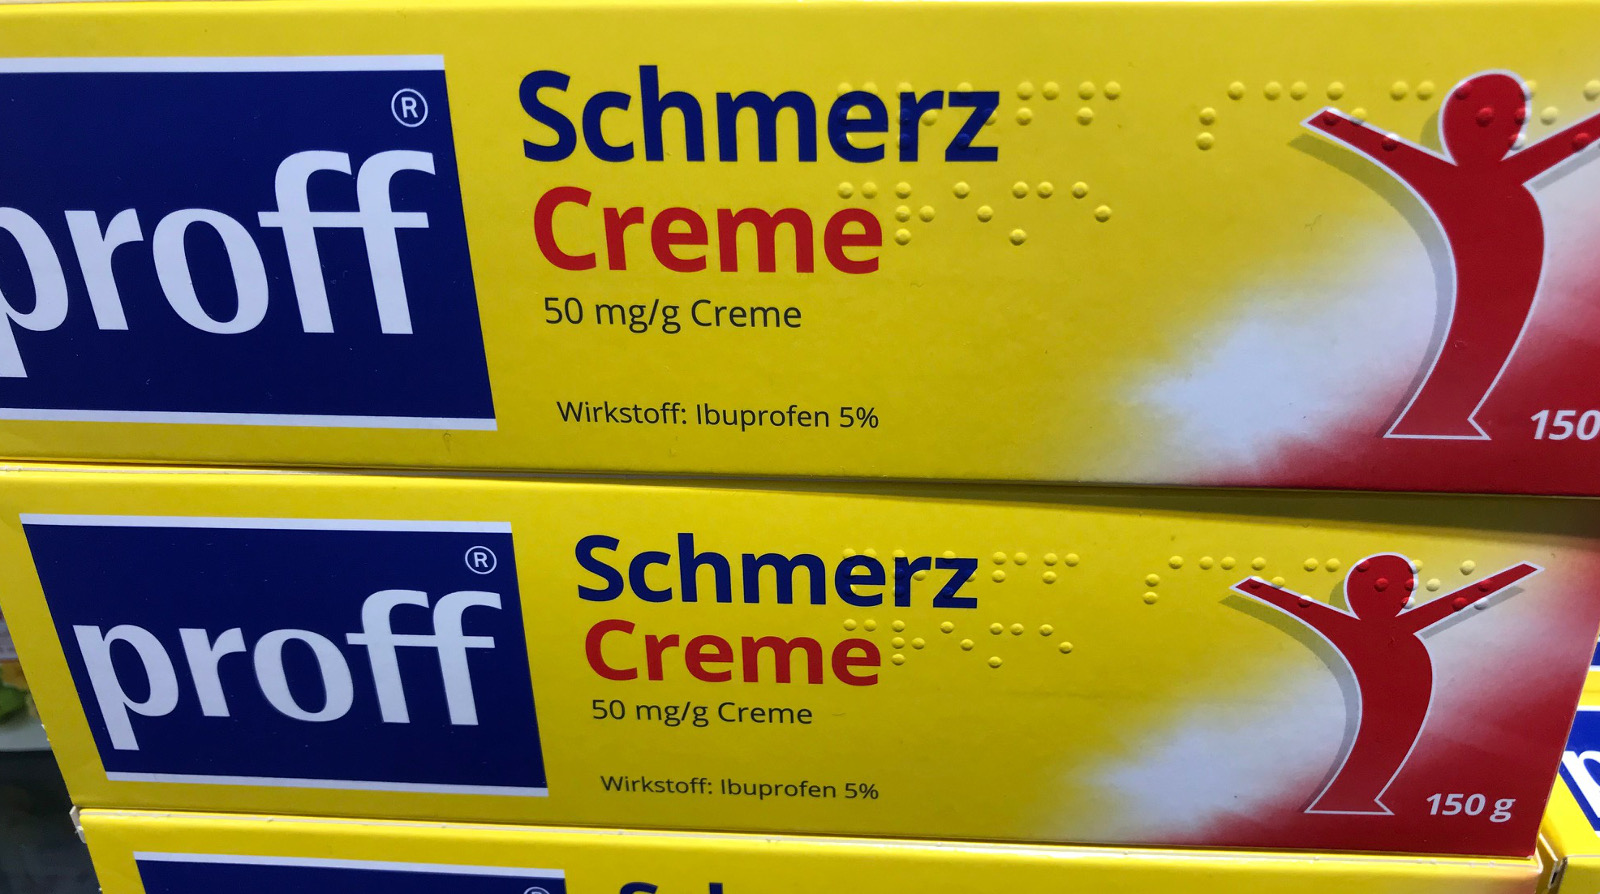 proff®
Schmerz
Creme
50 mg/g Creme
Wirkstoff: Ibuprofen 5%
150
proff®
Schmerz
Creme
50 mg/g Creme
Wirkstoff: Ibuprofen 5%
150 g